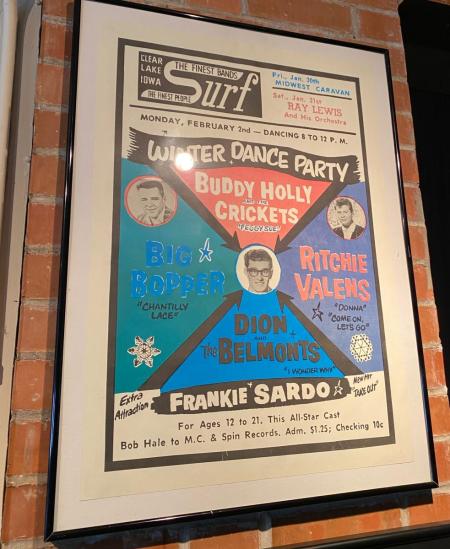 CLEAR LAKE IOWA
THE FINEST BANDS
Surf
THE FINEST PEOPLE
Fri., Jan. 30th
MIDWEST CARAVAN
Sat., Jan. 31st
RAY LEWIS
And His Orchestra
MONDAY, FEBRUARY 2nd — DANCING 8 TO 12 P. M.
WINTER DANCE PARTY
BUDDY HOLLY
AND THE
CRICKETS
"PEGGY SUE"
BIG
BOPPER
"CHANTILLY
LACE"
RITCHIE
VALENS
"DONNA"
"COME ON,
LET'S GO"
DION
AND
The BELMONTS
"I WONDER WHY"
Extra
Attraction
FRANKIE SARDO
NEW HIT
"TAKE OUT"
For Ages 12 to 21. This All-Star Cast
Bob Hale to M.C. & Spin Records. Adm. $1.25; Checking 10c